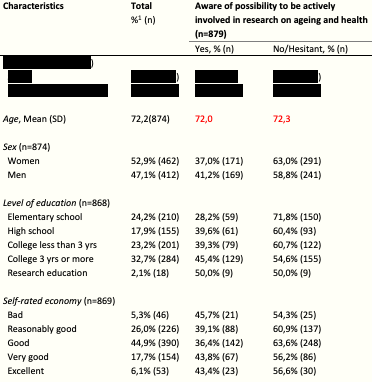 Characteristics Total Aware of possibility to be actively
%¹ (n) involved in research on ageing and health
(n=879)
Yes, % (n) No/Hesitant, % (n)
)
)
Age, Mean (SD) 72,2(874) 72,0 72,3
Sex (n=874)
Women 52,9% (462) 37,0% (171) 63,0% (291)
Men 47,1% (412) 41,2% (169) 58,8% (241)
Level of education (n=868)
Elementary school 24,2% (210) 28,2% (59) 71,8% (150)
High school 17,9% (155) 39,6% (61) 60,4% (93)
College less than 3 yrs 23,2% (201) 39,3% (79) 60,7% (122)
College 3 yrs or more 32,7% (284) 45,4% (129) 54,6% (155)
Research education 2,1% (18) 50,0% (9) 50,0% (9)
Self-rated economy (n=869)
Bad 5,3% (46) 45,7% (21) 54,3% (25)
Reasonably good 26,0% (226) 39,1% (88) 60,9% (137)
Good 44,9% (390) 36,4% (142) 63,6% (248)
Very good 17,7% (154) 43,8% (67) 56,2% (86)
Excellent 6,1% (53) 43,4% (23) 56,6% (30)